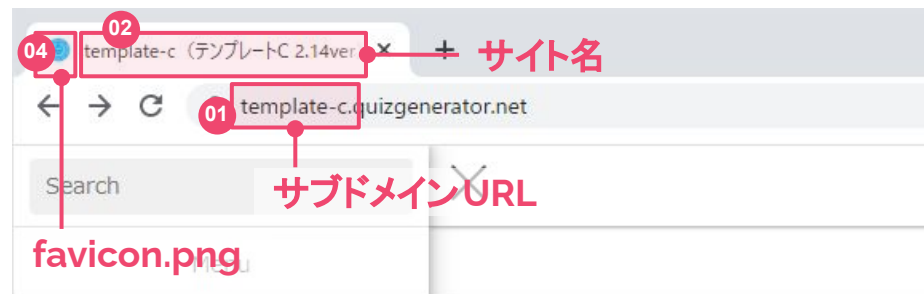 02
04
template-c（テンプレートC 2.14ver
サイト名
01
template-c.quizgenerator.net
Search
サブドメインURL
favicon.png
Menu